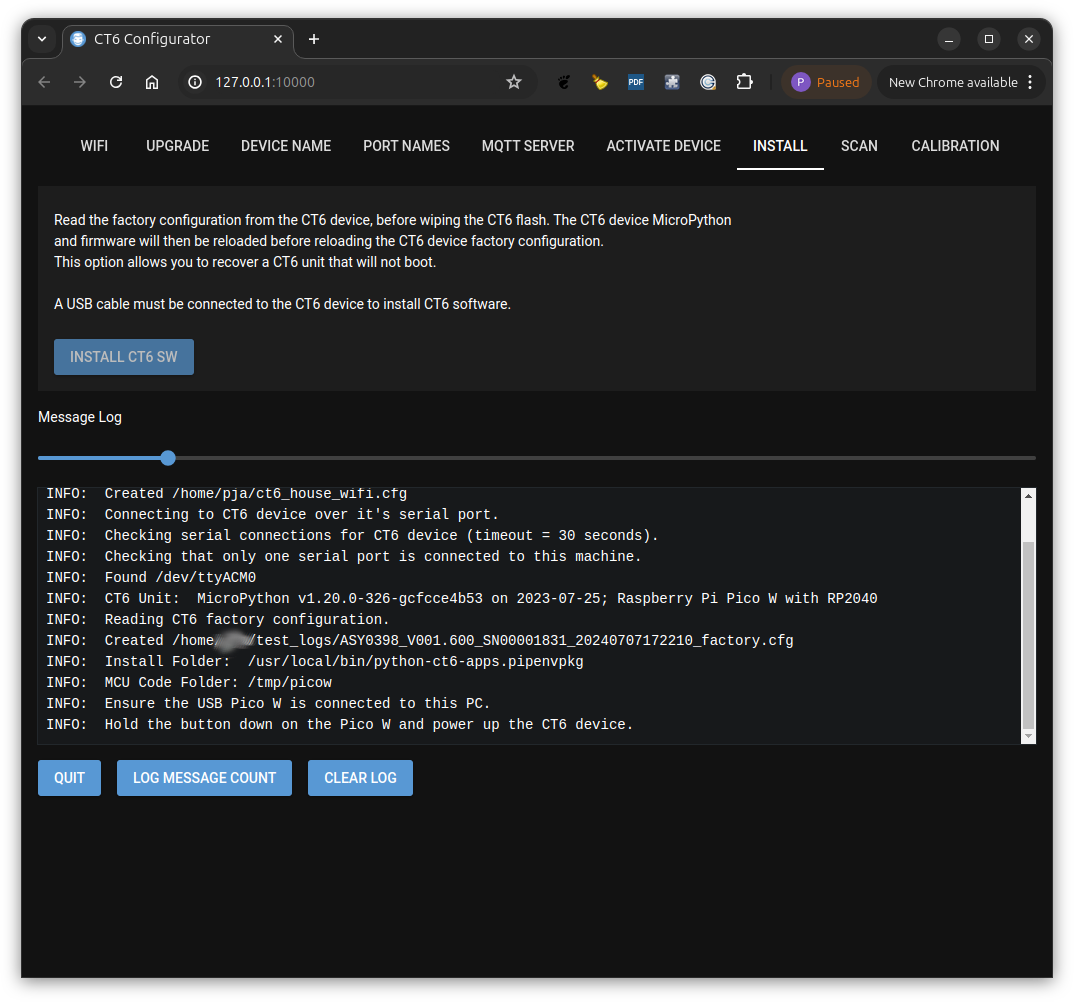 CT6 Configurator
127.0.0.1:10000
PDF
P Paused
New Chrome available
WIFI UPGRADE DEVICE NAME PORT NAMES MQTT SERVER ACTIVATE DEVICE INSTALL SCAN CALIBRATION
Read the factory configuration from the CT6 device, before wiping the CT6 flash. The CT6 device MicroPython
and firmware will then be reloaded before reloading the CT6 device factory configuration.
This option allows you to recover a CT6 unit that will not boot.
A USB cable must be connected to the CT6 device to install CT6 software.
INSTALL CT6 SW
Message Log
INFO:  Created /home/pja/ct6_house_wifi.cfg
INFO:  Connecting to CT6 device over it's serial port.
INFO:  Checking serial connections for CT6 device (timeout = 30 seconds).
INFO:  Checking that only one serial port is connected to this machine.
INFO:  Found /dev/ttyACM0
INFO:  CT6 Unit:  MicroPython v1.20.0-326-gcfcce4b53 on 2023-07-25; Raspberry Pi Pico W with RP2040
INFO:  Reading CT6 factory configuration.
INFO:  Created /home/ /test_logs/ASY0398_V001.600_SN00001831_20240707172210_factory.cfg
INFO:  Install Folder:  /usr/local/bin/python-ct6-apps.pipenvpkg
INFO:  MCU Code Folder: /tmp/picow
INFO:  Ensure the USB Pico W is connected to this PC.
INFO:  Hold the button down on the Pico W and power up the CT6 device.
QUIT LOG MESSAGE COUNT CLEAR LOG